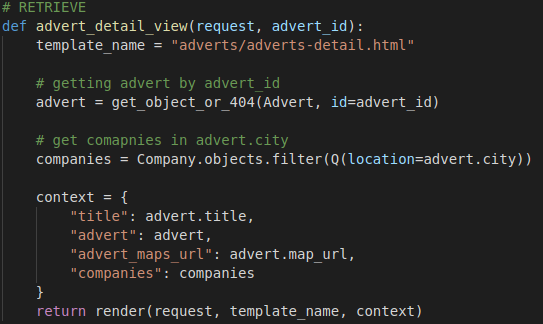 # RETRIEVE
def advert_detail_view(request, advert_id):
    template_name = "adverts/adverts-detail.html"

    # getting advert by advert_id
    advert = get_object_or_404(Advert, id=advert_id)

    # get comapnies in advert.city
    companies = Company.objects.filter(Q(location=advert.city))

    context = {
        "title": advert.title,
        "advert": advert,
        "advert_maps_url": advert.map_url,
        "companies": companies
    }
    return render(request, template_name, context)